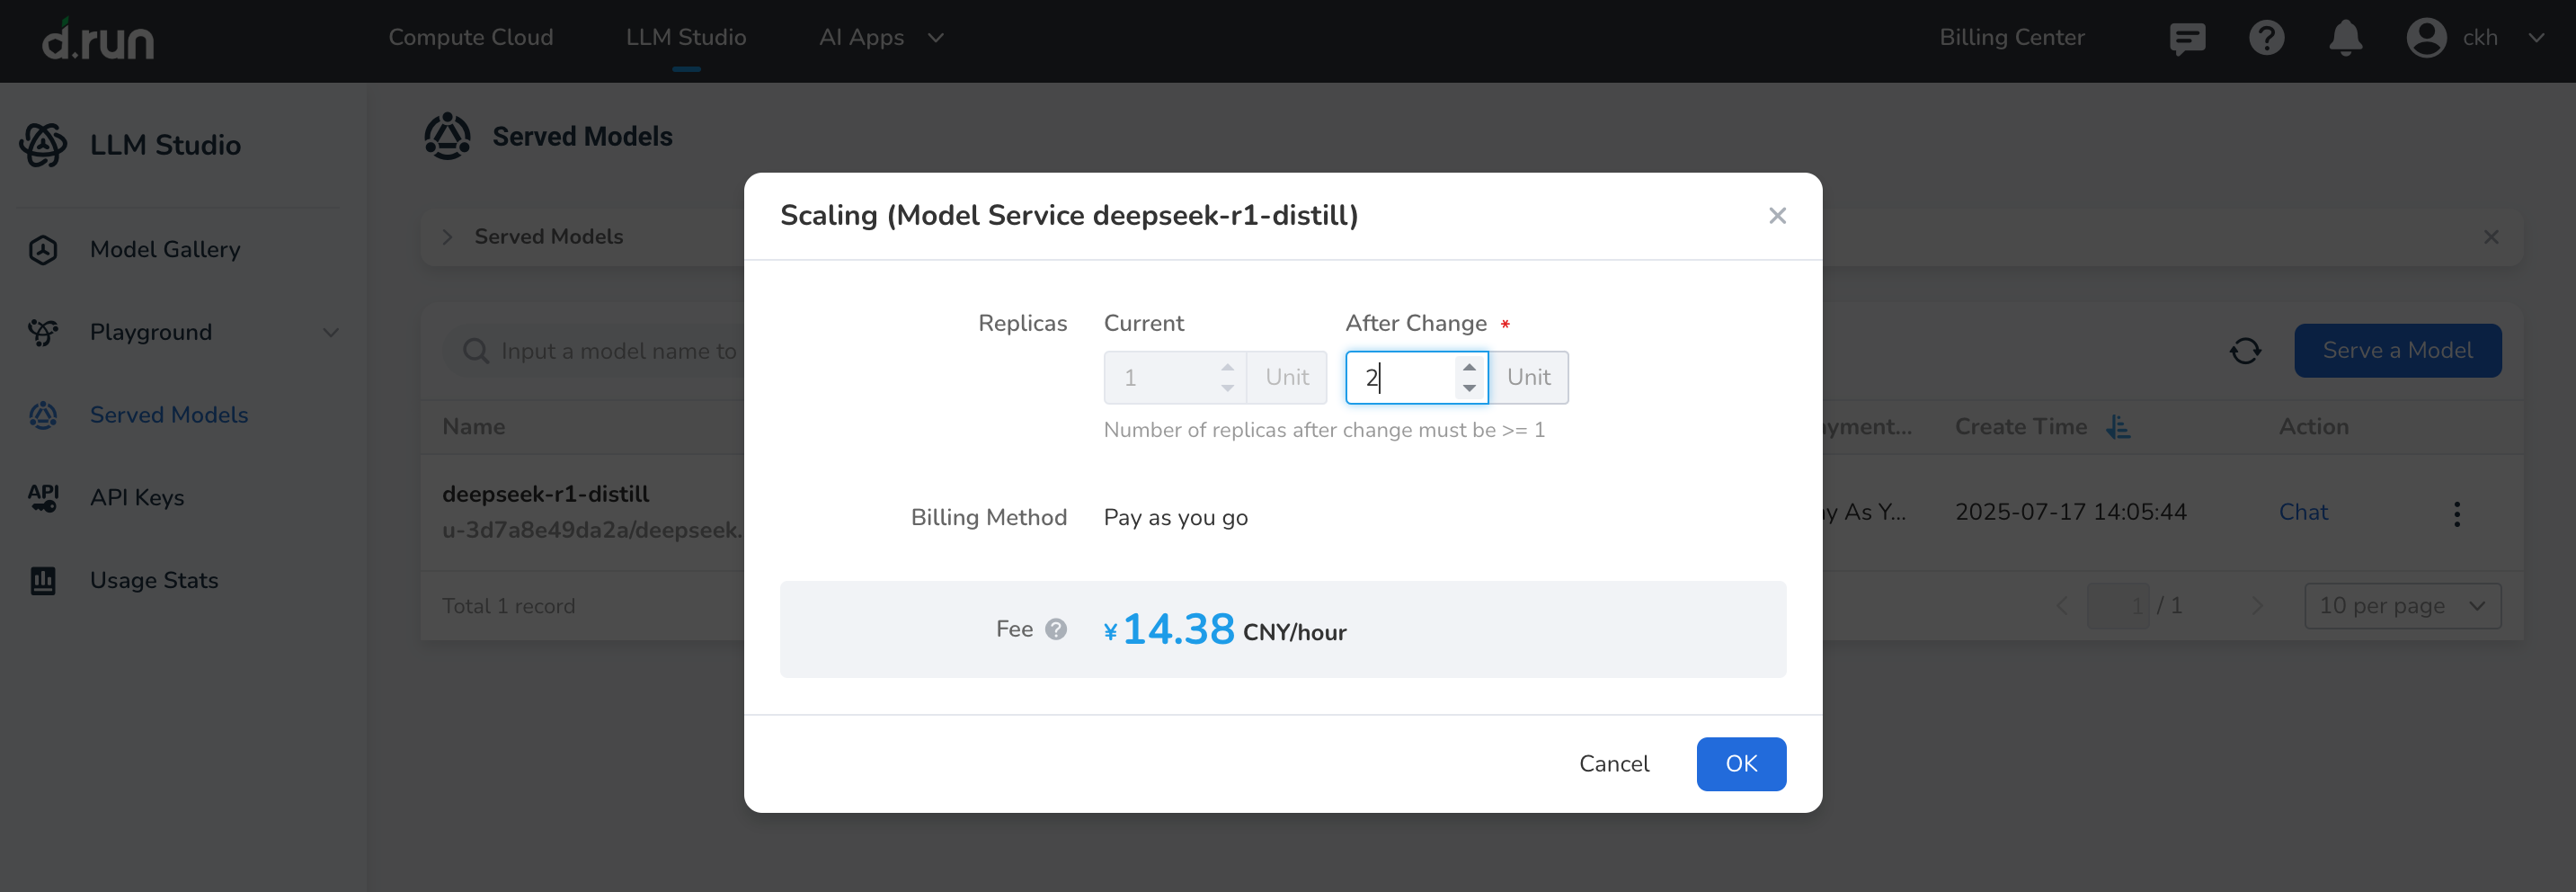 d.run
Compute Cloud
LLM Studio
AI Apps
Billing Center
ckh
LLM Studio
Model Gallery
Playground
Served Models
API Keys
Usage Stats
Served Models
Served Models
Input a model name to
Serve a Model
Name
yment...
Create Time
Action
deepseek-r1-distill
u-3d7a8e49da2a/deepseek.
y As Y...
2025-07-17 14:05:44
Chat
Total 1 record
1 / 1
10 per page
Scaling (Model Service deepseek-r1-distill)
Replicas
Current
After Change *
1
Unit
2
Unit
Number of replicas after change must be >= 1
Billing Method
Pay as you go
Fee ?
¥ 14.38 CNY/hour
Cancel
OK